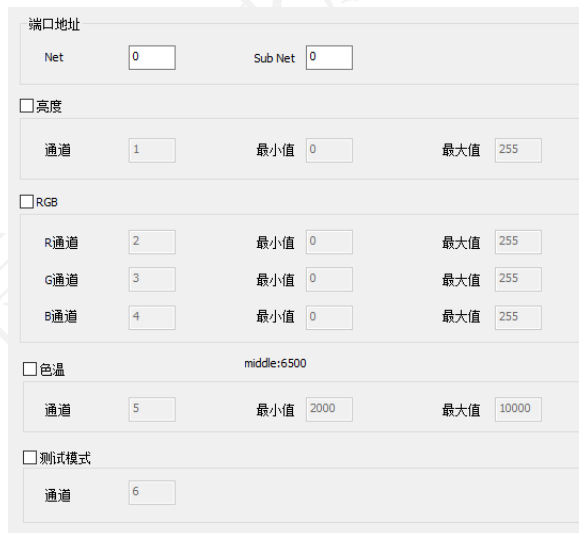 端口地址
Net 0 Sub Net 0
亮度
通道 1 最小值 0 最大值 255
RGB
R通道 2 最小值 0 最大值 255
G通道 3 最小值 0 最大值 255
B通道 4 最小值 0 最大值 255
色温 middle:6500
通道 5 最小值 2000 最大值 10000
测试模式
通道 6